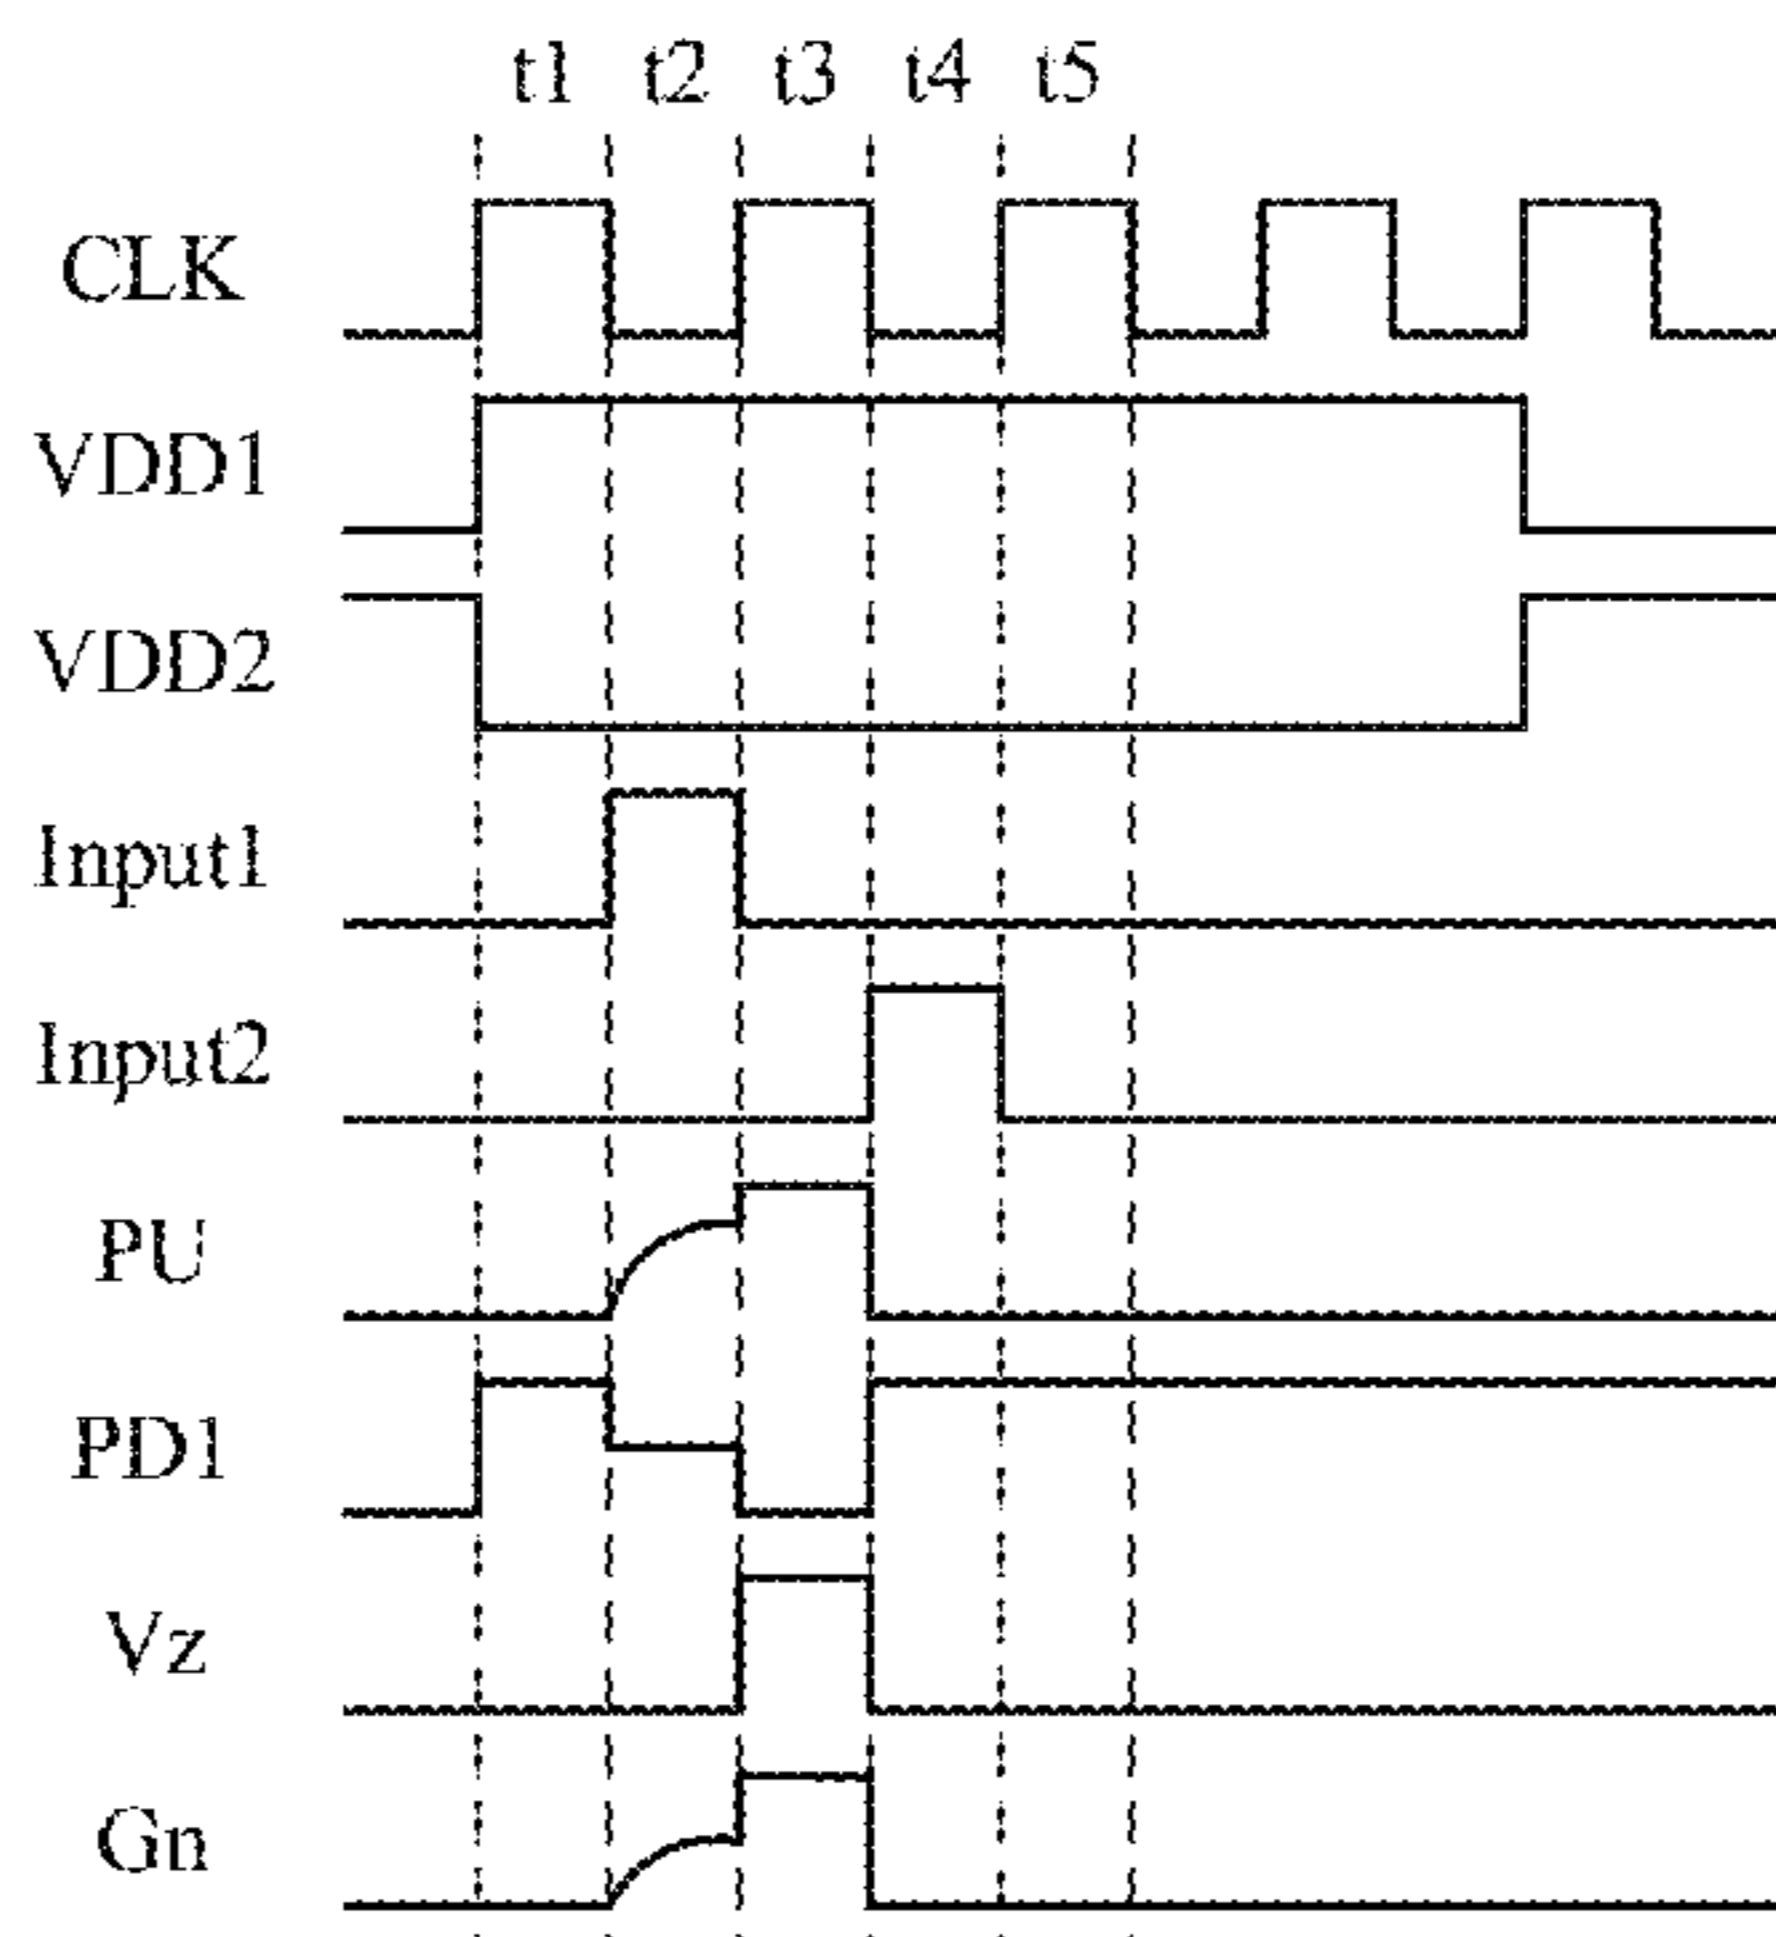 t1 t2 t3 t4 t5
CLK
VDD1
VDD2
Input1
Input2
PU
PD1
Vz
Gn